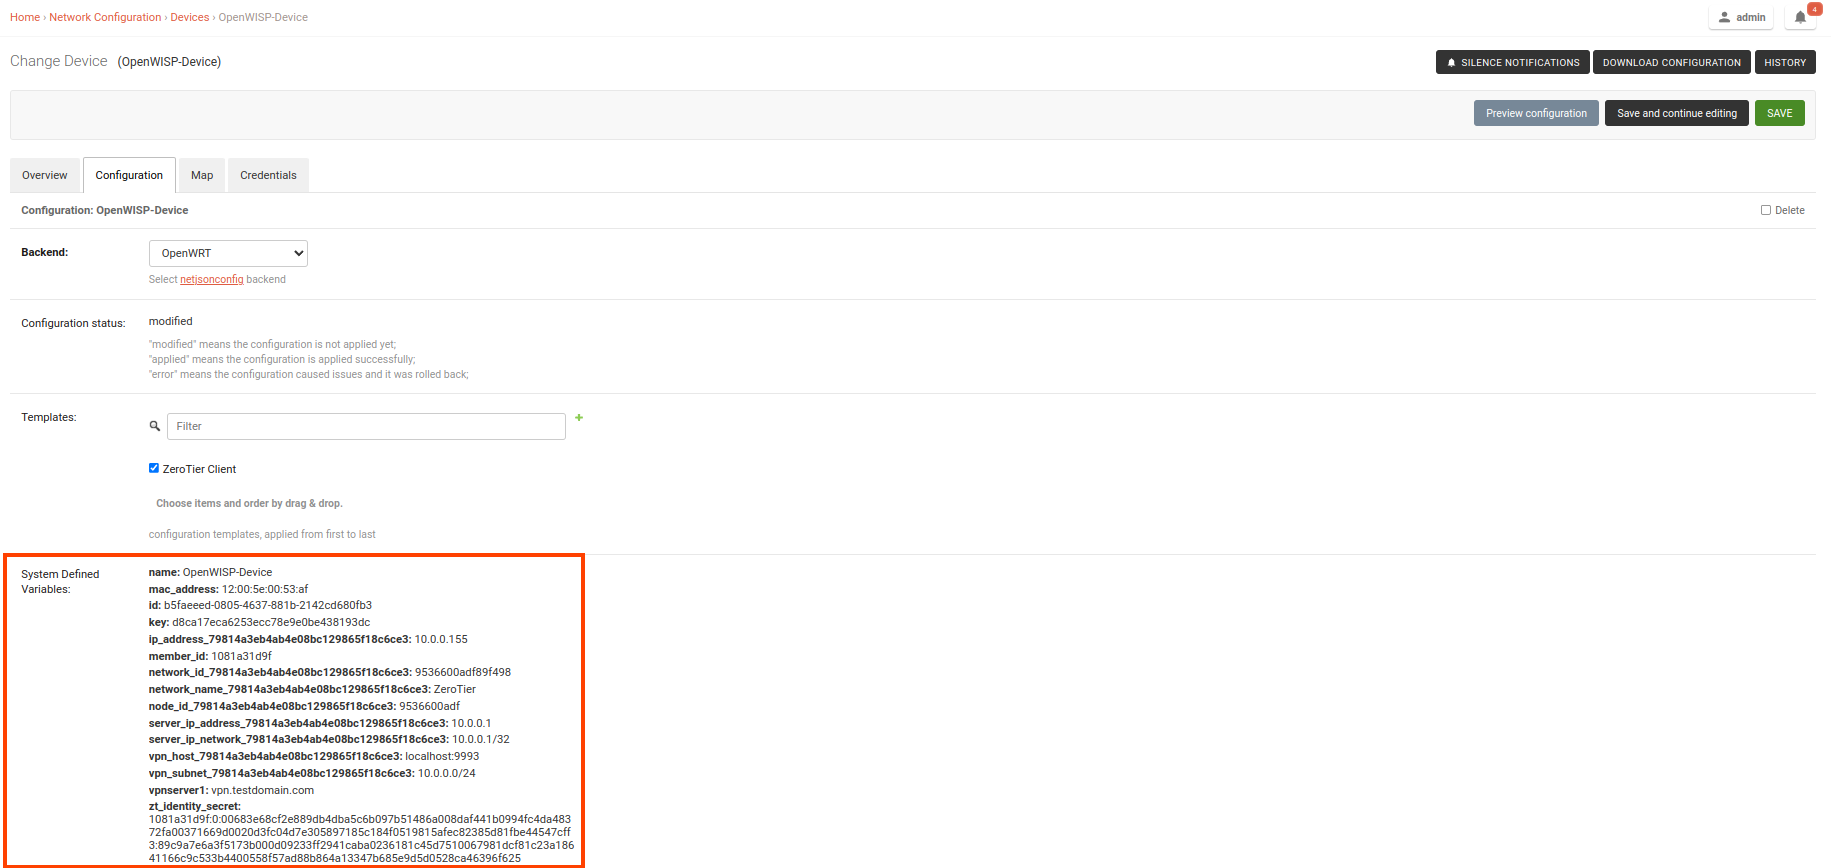 Home › Network Configuration › Devices › OpenWISP-Device
admin
4
Change Device (OpenWISP-Device)
SILENCE NOTIFICATIONS
DOWNLOAD CONFIGURATION
HISTORY
Preview configuration
Save and continue editing
SAVE
Overview
Configuration
Map
Credentials
Configuration: OpenWISP-Device
Delete
Backend:
OpenWRT
Select netjsonconfig backend
Configuration status:
modified
"modified" means the configuration is not applied yet;
"applied" means the configuration is applied successfully;
"error" means the configuration caused issues and it was rolled back;
Templates:
Filter
ZeroTier Client
Choose items and order by drag & drop.
configuration templates, applied from first to last
System Defined
Variables:
name: OpenWISP-Device
mac_address: 12:00:5e:00:53:af
id: b5faeeed-0805-4637-881b-2142cd680fb3
key: d8ca17eca6253ecc78e9e0be438193dc
ip_address_79814a3eb4ab4e08bc129865f18c6ce3: 10.0.0.155
member_id: 1081a31d9f
network_id_79814a3eb4ab4e08bc129865f18c6ce3: 9536600adf89f498
network_name_79814a3eb4ab4e08bc129865f18c6ce3: ZeroTier
node_id_79814a3eb4ab4e08bc129865f18c6ce3: 9536600adf
server_ip_address_79814a3eb4ab4e08bc129865f18c6ce3: 10.0.0.1
server_ip_network_79814a3eb4ab4e08bc129865f18c6ce3: 10.0.0.1/32
vpn_host_79814a3eb4ab4e08bc129865f18c6ce3: localhost:9993
vpn_subnet_79814a3eb4ab4e08bc129865f18c6ce3: 10.0.0.0/24
vpnserver1: vpn.testdomain.com
zt_identity_secret:
1081a31d9f:0:00683e68cf2e889db4dba5c6b097b51486a008daf441b0994fc4da483
72fa00371669d0020d3fc04d7e305897185c184f0519815afec82385d81fbe44547cff
3:89c9a7e6a3f5173b000d09233ff2941caba0236181c45d7510067981dcf81c23a186
41166c9c533b4400558f57ad88b864a13347b685e9d5d0528ca46396f625